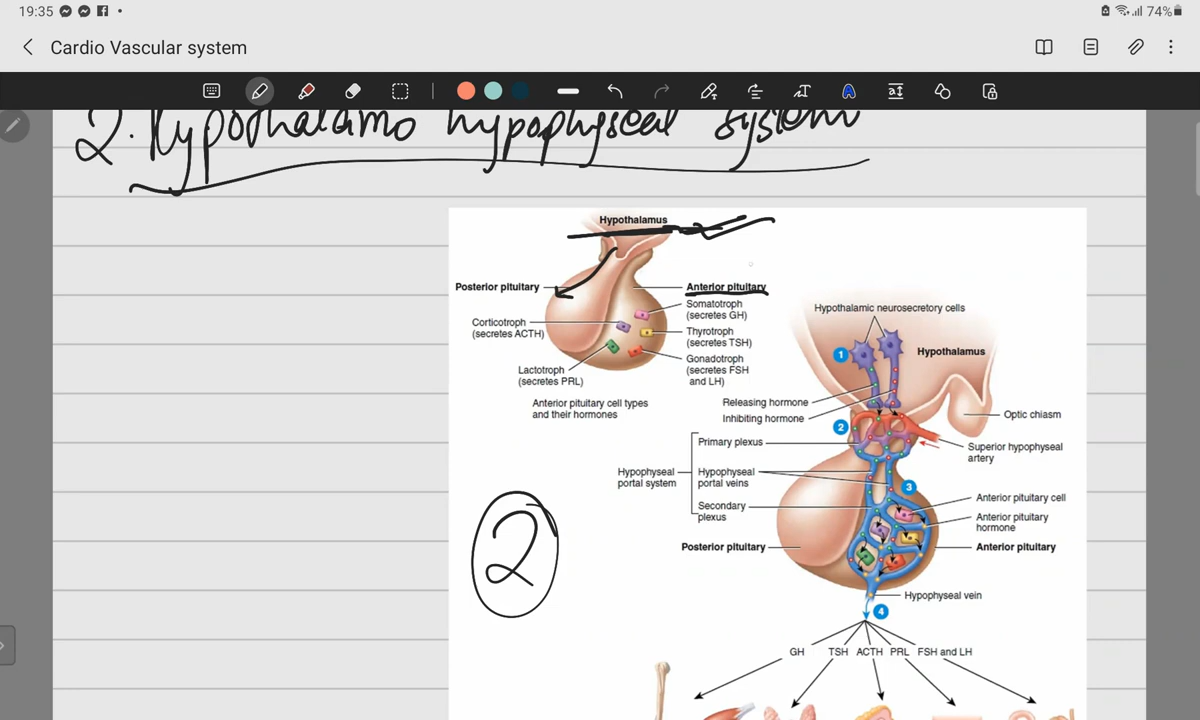 19:35
74%
Cardio Vascular system
2. Hypothalamo hypophyseal system
Hypothalamus
Posterior pituitary
Anterior pituitary
Somatotroph
(secretes GH)
Corticotroph
(secretes ACTH)
Thyrotroph
(secretes TSH)
Gonadotroph
(secretes FSH
and LH)
Lactotroph
(secretes PRL)
Anterior pituitary cell types
and their hormones
Hypothalamic neurosecretory cells
1
Hypothalamus
Releasing hormone
Inhibiting hormone
Optic chiasm
2
Primary plexus
Superior hypophyseal
artery
Hypophyseal
portal system
Hypophyseal
portal veins
3
Secondary
plexus
Anterior pituitary cell
Anterior pituitary
hormone
Posterior pituitary
Anterior pituitary
2
Hypophyseal vein
4
GH TSH ACTH PRL FSH and LH